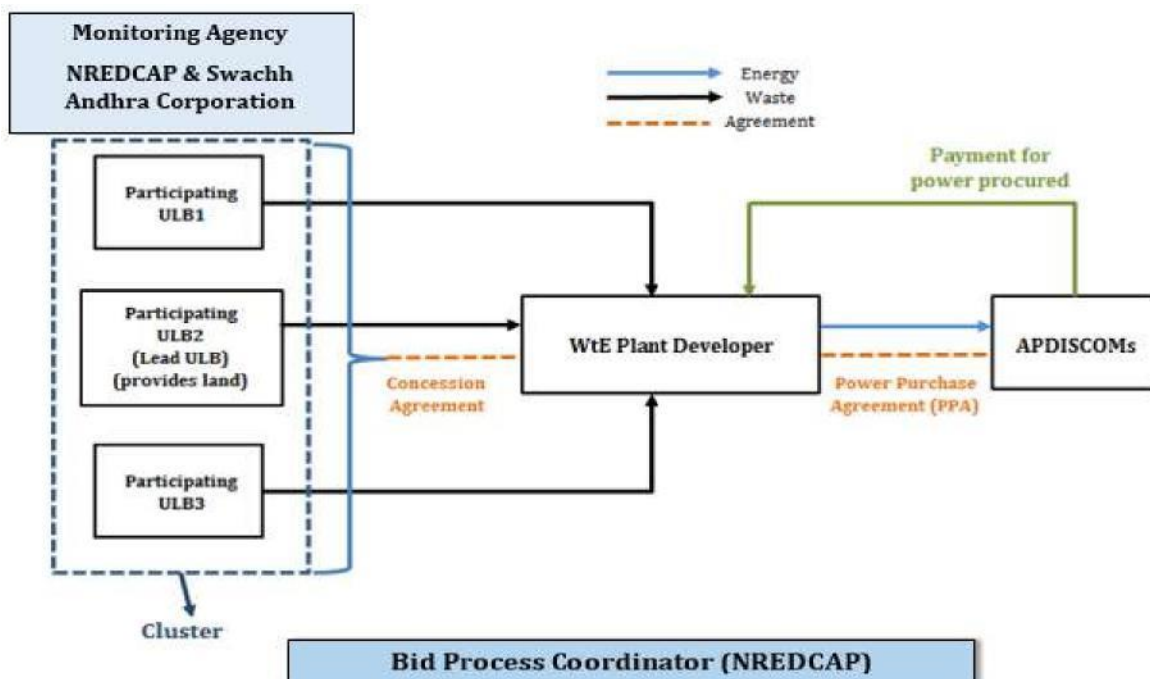 Monitoring Agency
NREDCAP & Swachh
Andhra Corporation
Energy
Waste
Agreement
Payment for
power procured
Participating
ULB1
Participating
ULB2
(Lead ULB)
(provides land)
Participating
ULB3
Concession
Agreement
WtE Plant Developer
Power Purchase
Agreement (PPA)
APDISCOMs
Cluster
Bid Process Coordinator (NREDCAP)